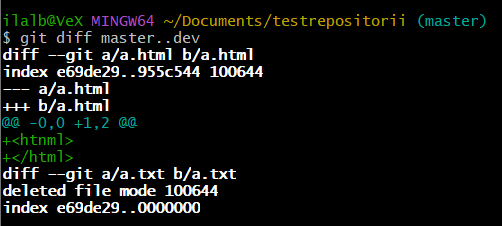 ilalb@VeX MINGW64 ~/Documents/testrepositorii (master)
$ git diff master..dev
diff --git a/a.html b/a.html
index e69de29..955c544 100644
--- a/a.html
+++ b/a.html
@@ -0,0 +1,2 @@
+<htnml>
+</html>
diff --git a/a.txt b/a.txt
deleted file mode 100644
index e69de29..0000000